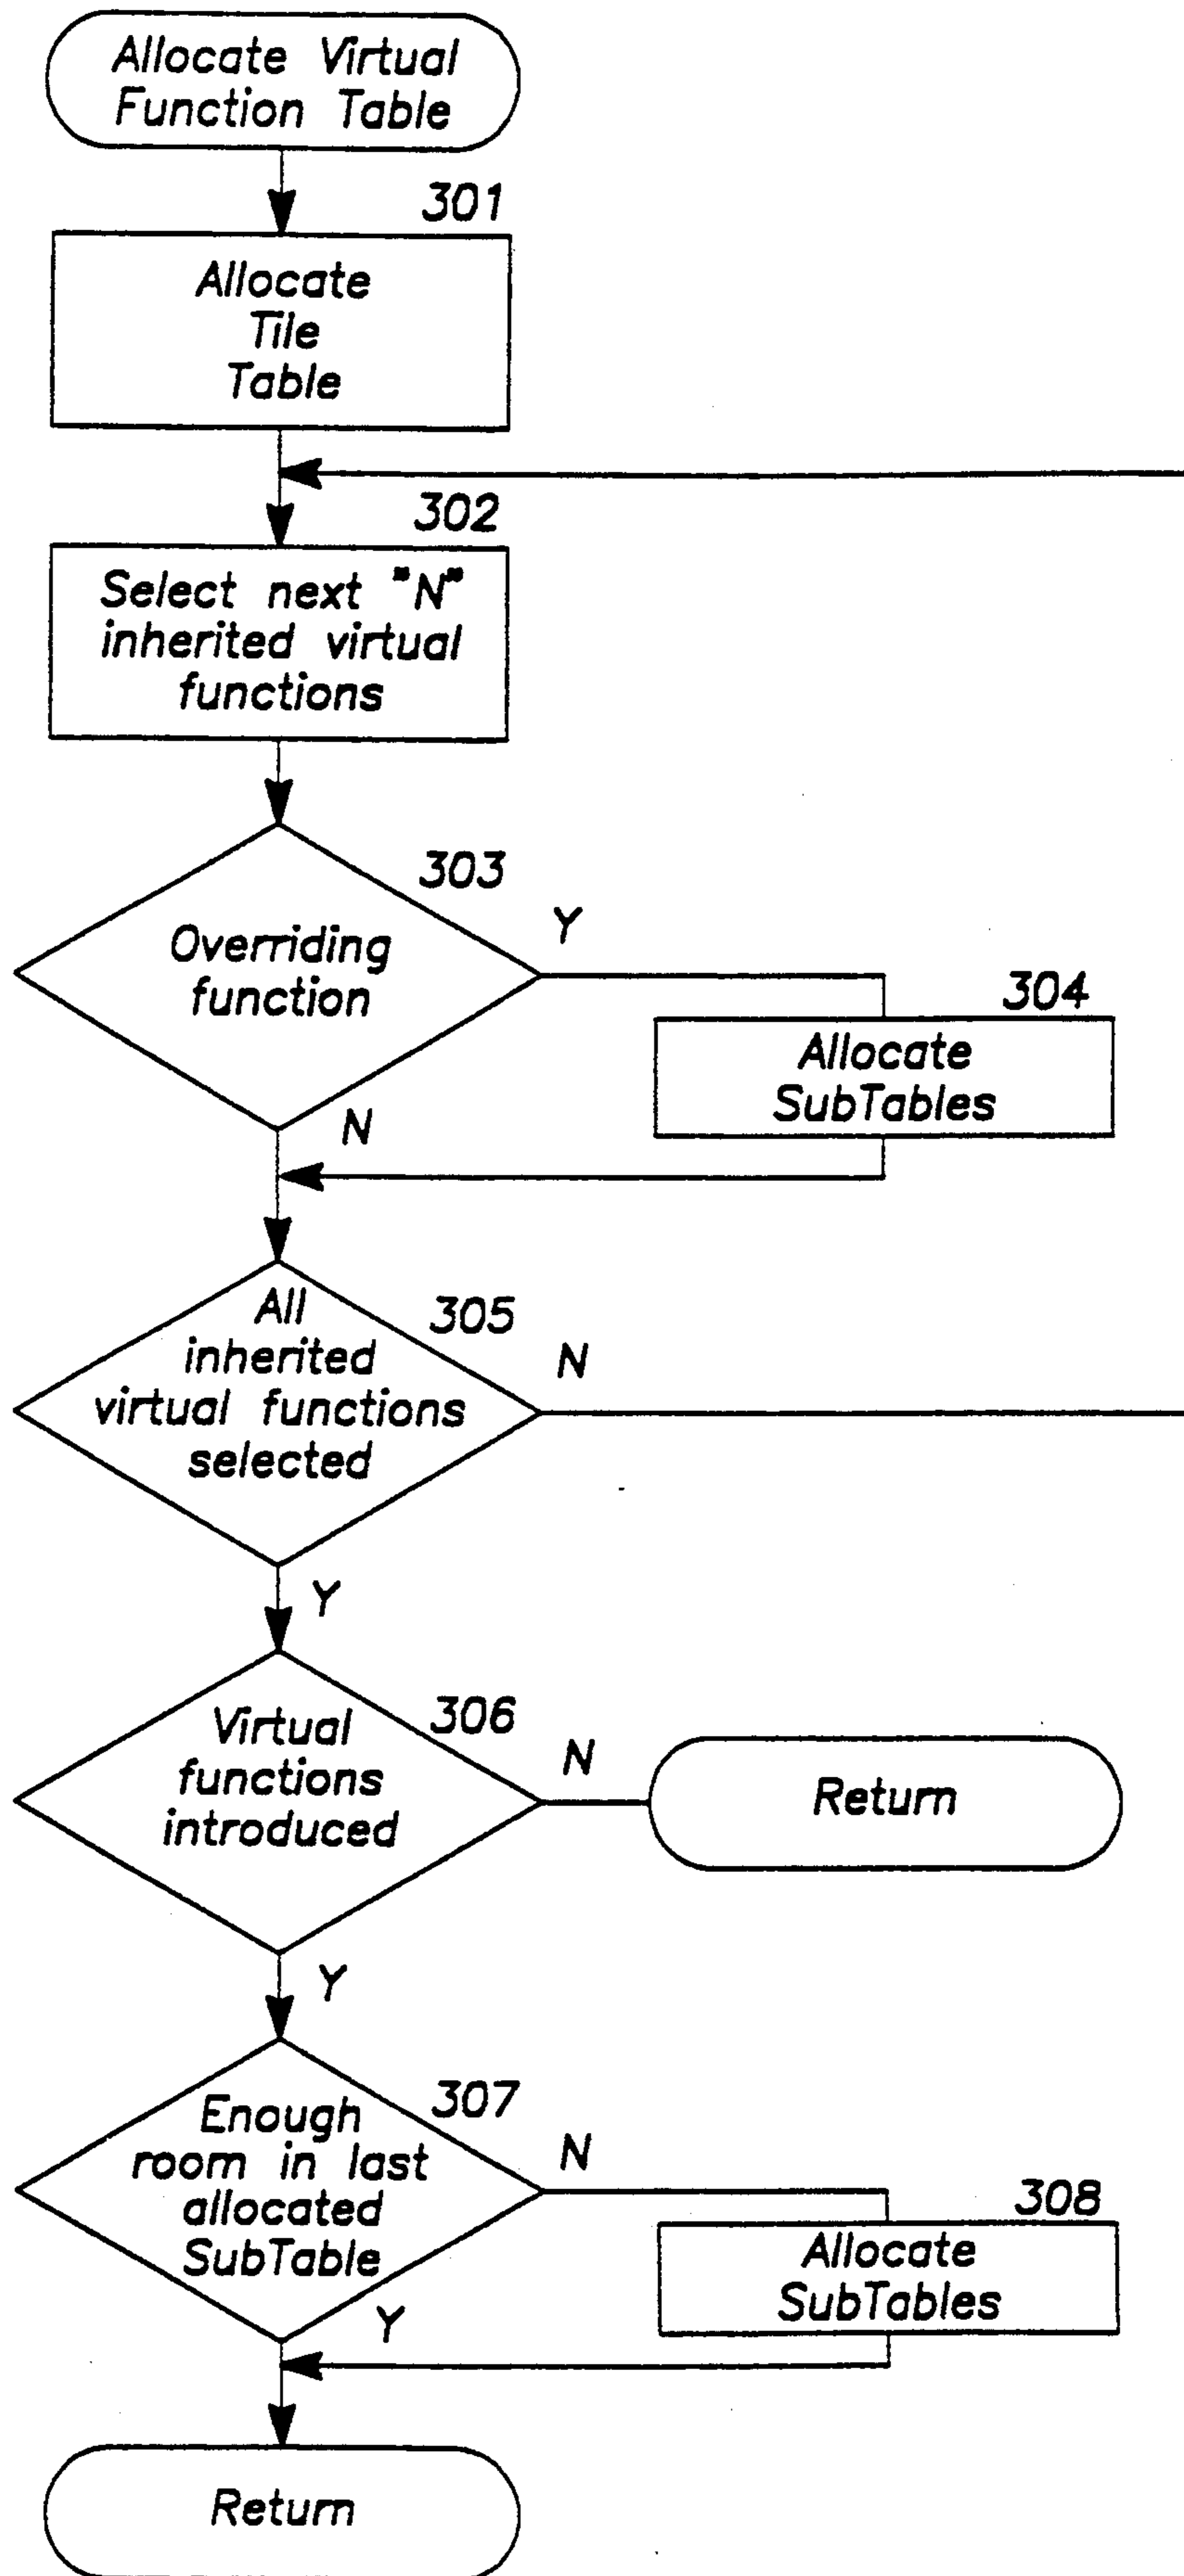 Allocate Virtual
Function Table
301
Allocate
Tile
Table
302
Select next "N"
inherited virtual
functions
303
Overriding
function
Y
304
Allocate
SubTables
N
305
All
inherited
virtual functions
selected
N
Y
306
Virtual
functions
introduced
N
Return
Y
307
Enough
room in last
allocated
SubTable
N
308
Allocate
SubTables
Y
Return